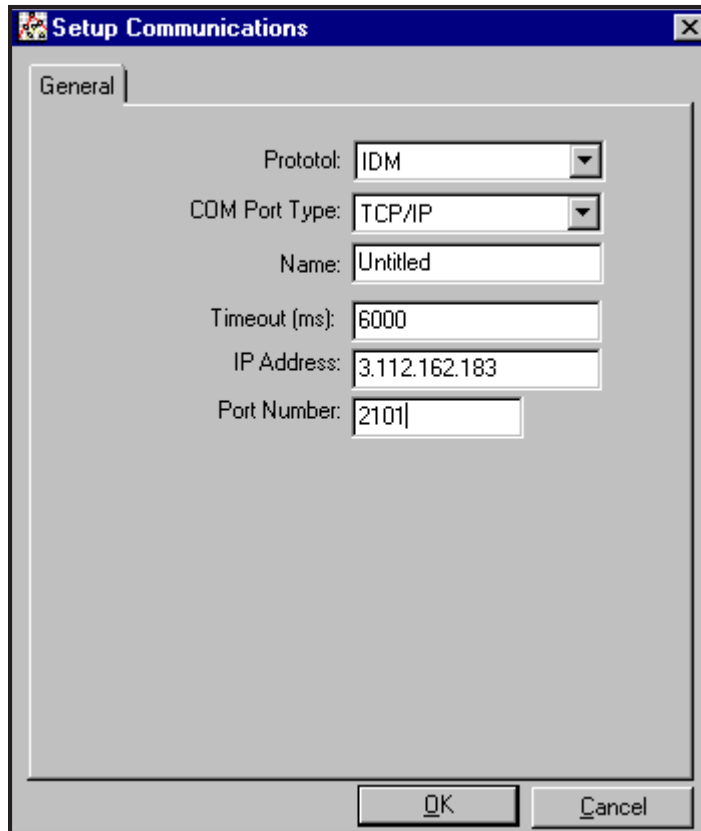 Setup Communications
General
Prototol: IDM
COM Port Type: TCP/IP
Name: Untitled
Timeout (ms): 6000
IP Address: 3.112.162.183
Port Number: 2101
OK Cancel